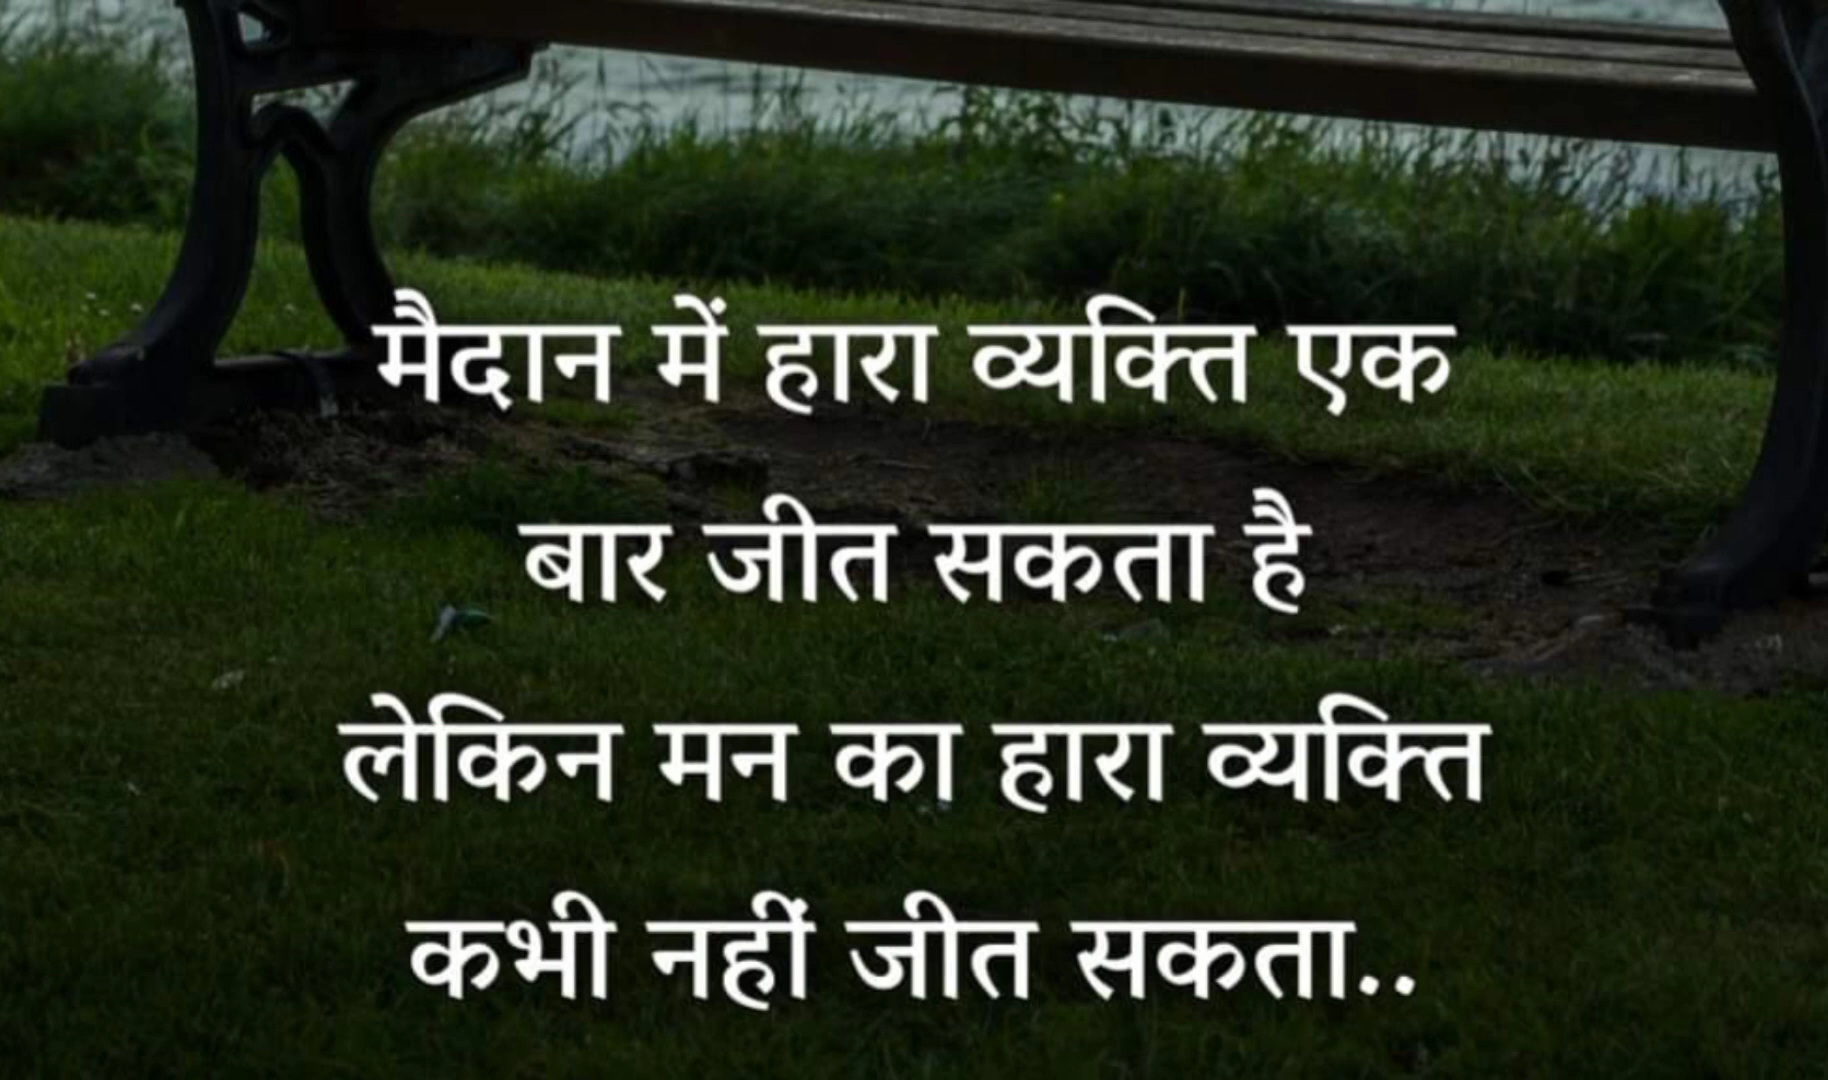 मैदान में हारा व्यक्ति एक
बार जीत सकता है
लेकिन मन का हारा व्यक्ति
कभी नहीं जीत सकता..